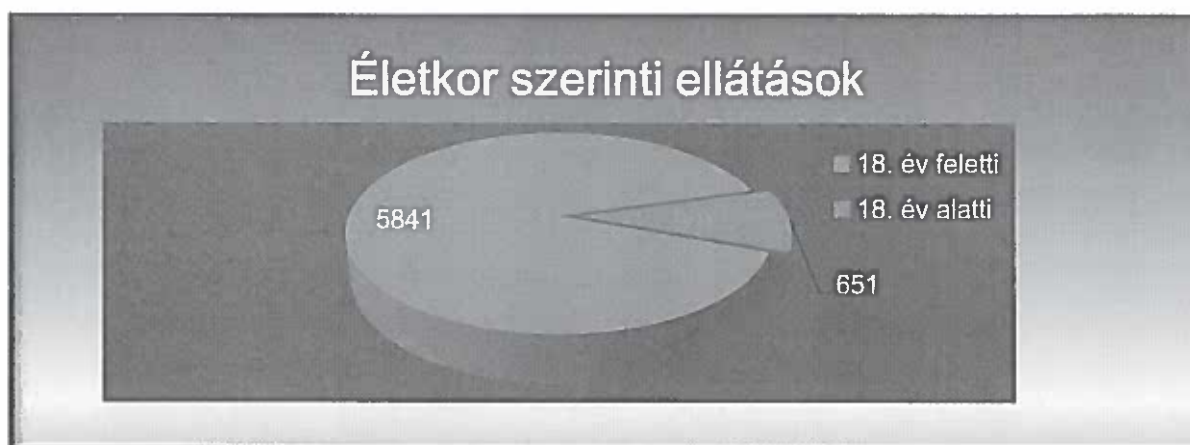 Életkor szerinti ellátások
18. év feletti
18. év alatti
5841
651